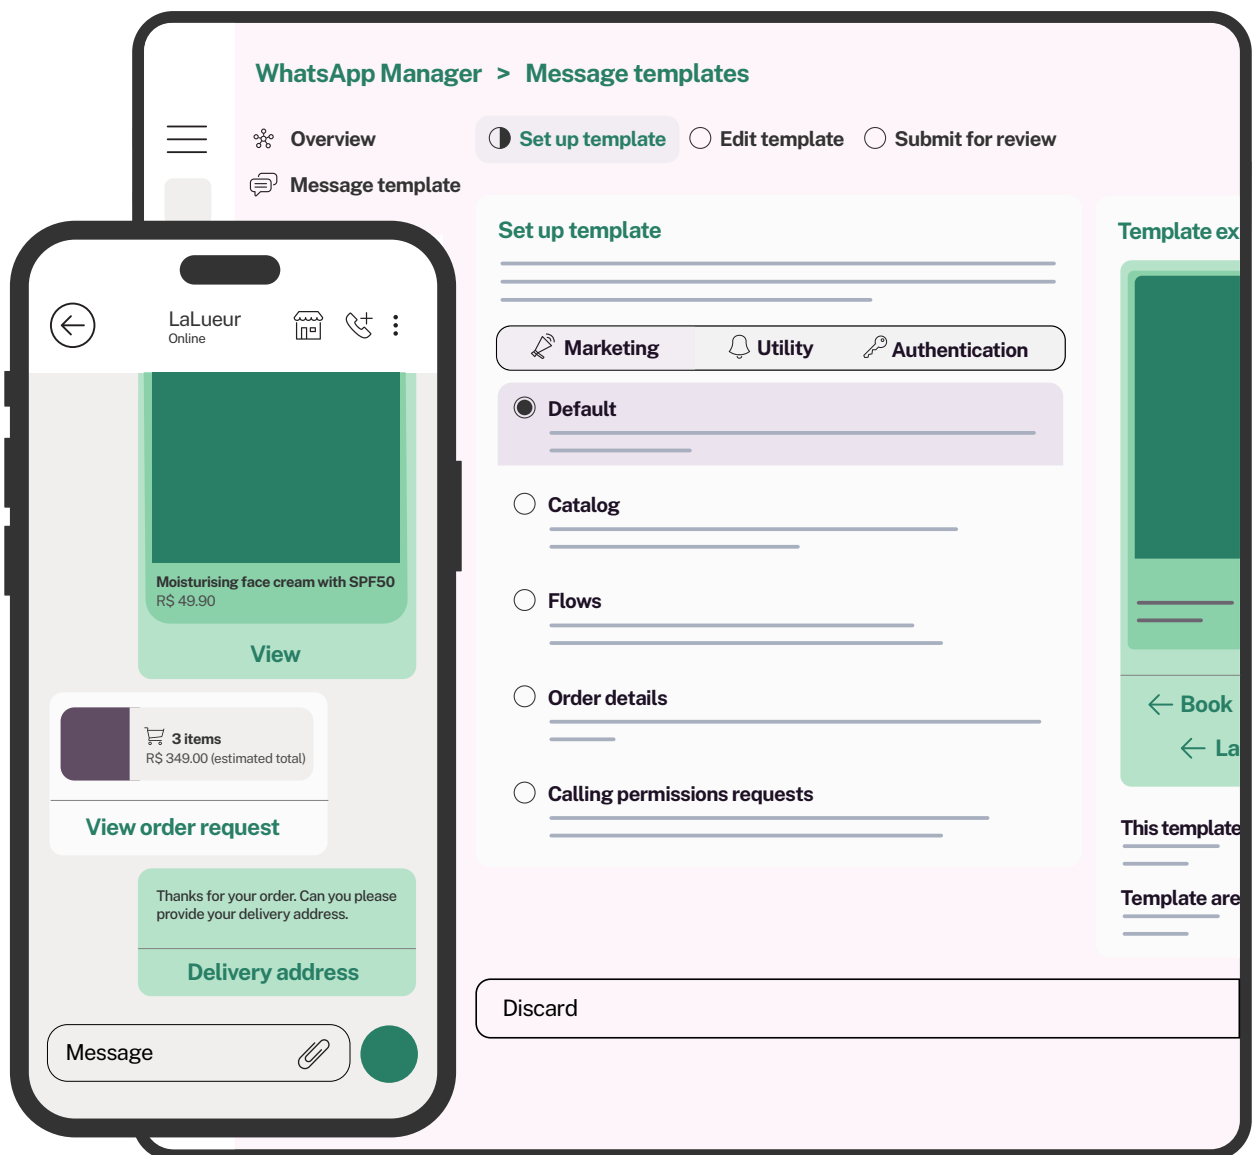 WhatsApp Manager > Message templates
Overview
Message template
Set up template
Edit template
Submit for review
Set up template
Marketing
Utility
Authentication
Default
Catalog
Flows
Order details
Calling permissions requests
Template ex
Book
La
This template
Template are
Discard
LaLueur
Online
Moisturising face cream with SPF50
R$ 49.90
View
3 items
R$ 349.00 (estimated total)
View order request
Thanks for your order. Can you please
provide your delivery address.
Delivery address
Message